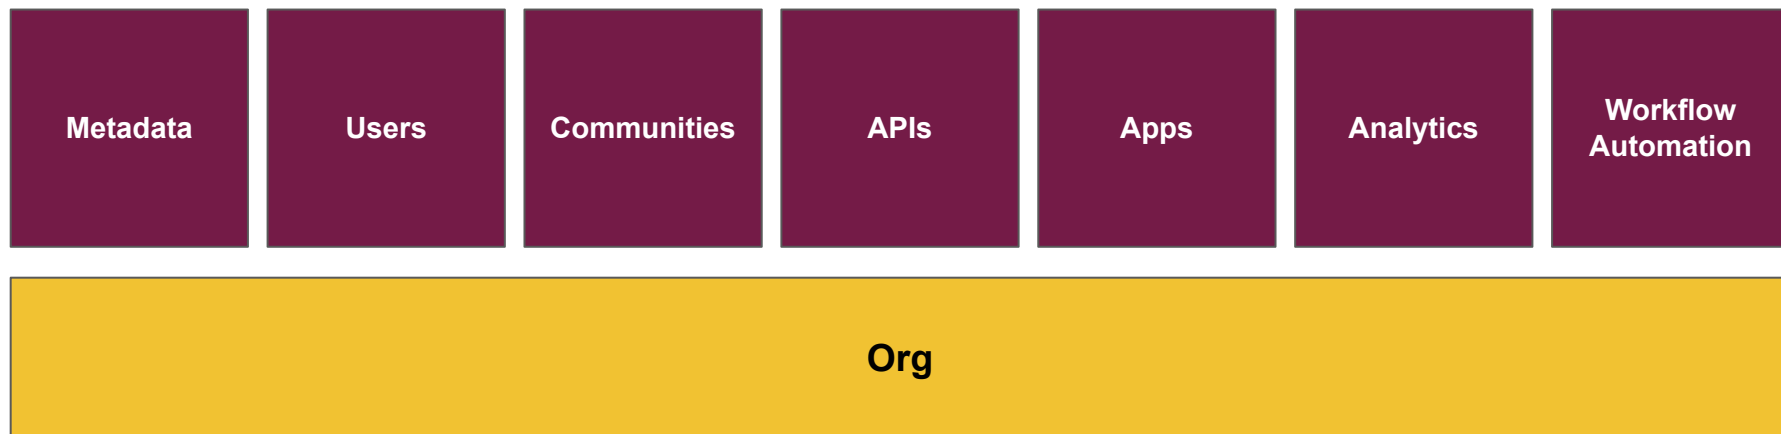 Metadata
Users
Communities
APIs
Apps
Analytics
Workflow
Automation
Org